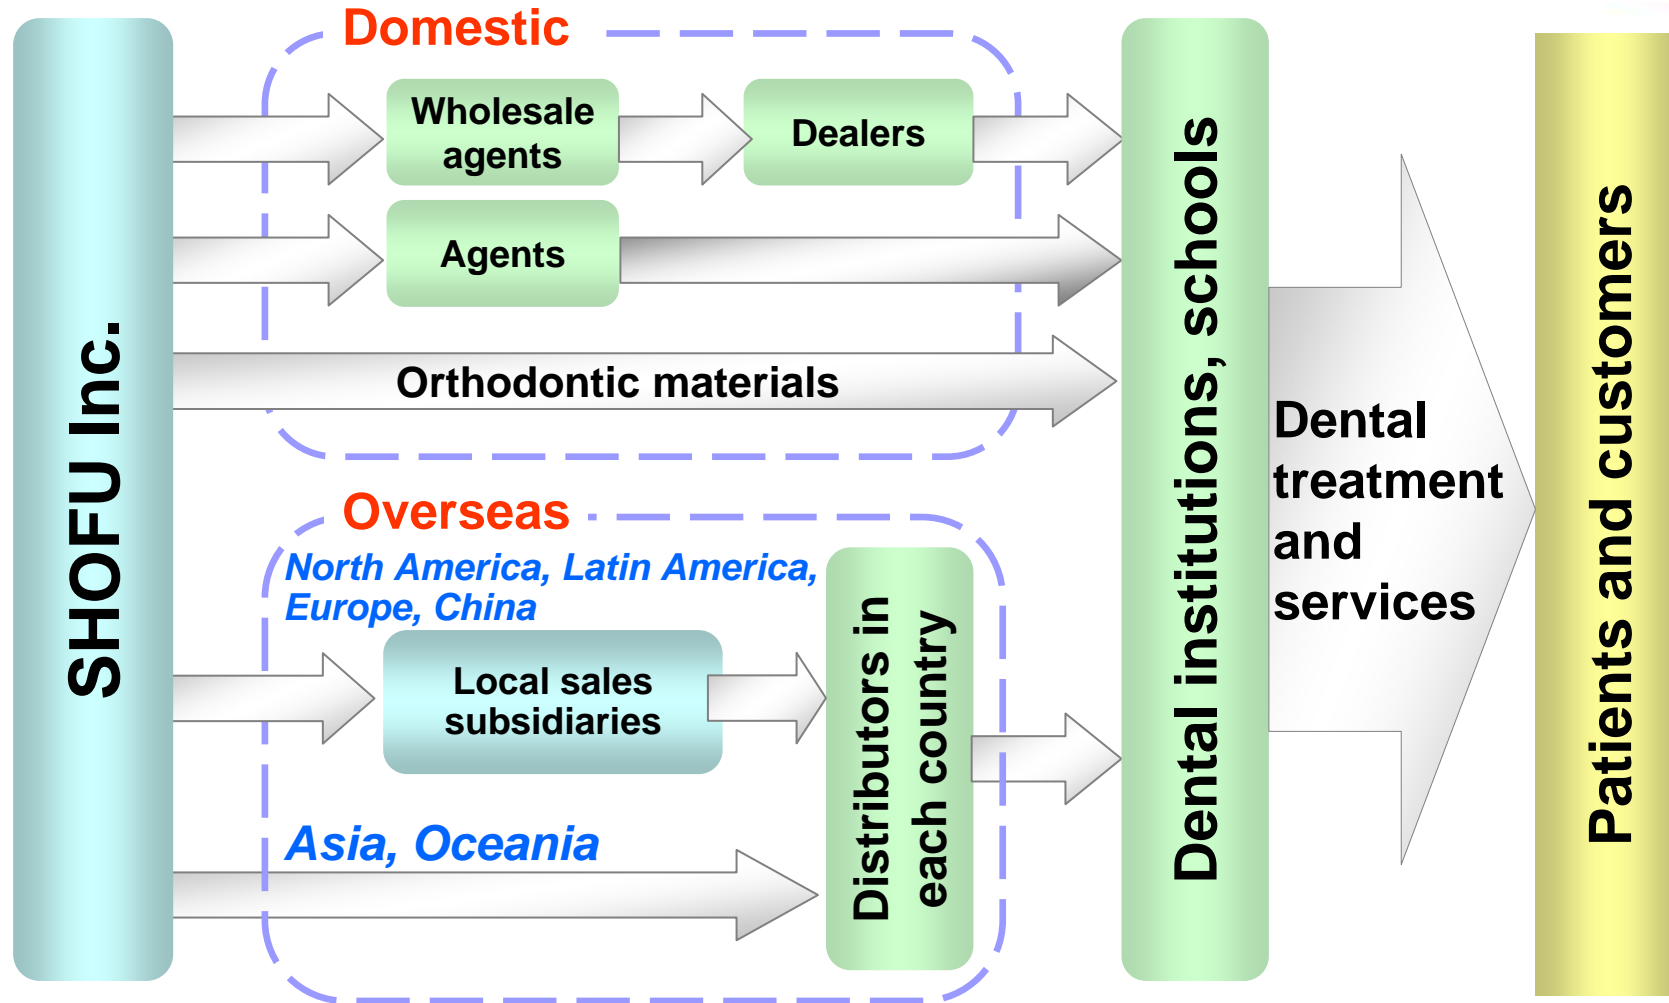 SHOFU Inc.
Domestic
Wholesale
agents
Dealers
Agents
Orthodontic materials
Overseas
North America, Latin America,
Europe, China
Local sales
subsidiaries
Asia, Oceania
Distributors in
each country
Dental institutions, schools
Dental
treatment
and
services
Patients and customers